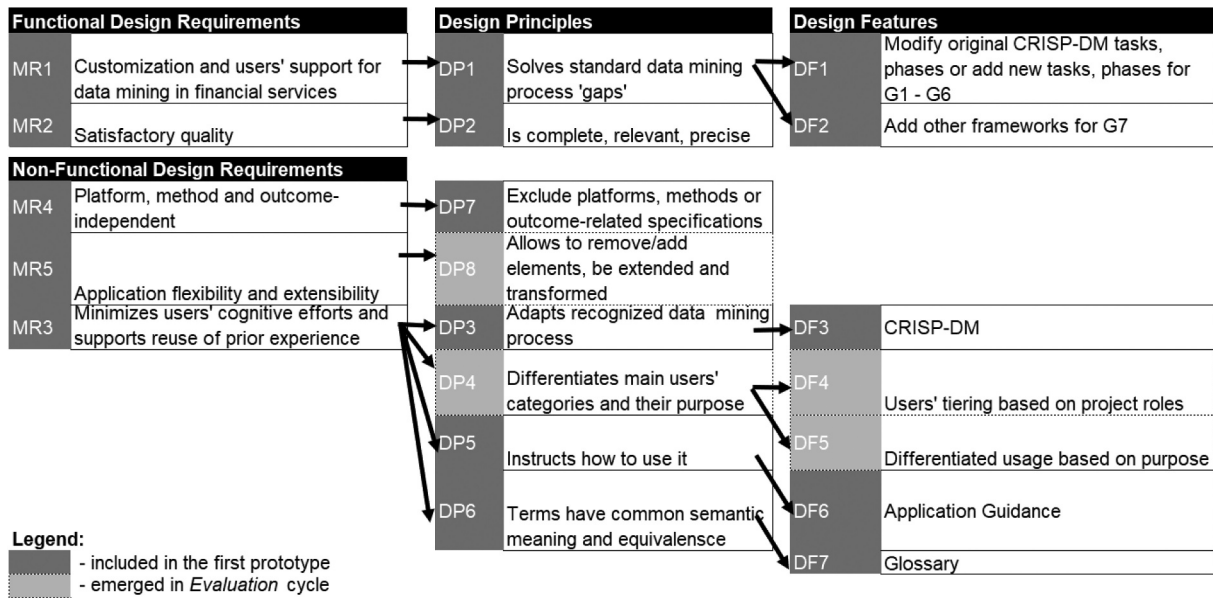 Functional Design Requirements
MR1
Customization and users' support for
data mining in financial services
MR2
Satisfactory quality
Non-Functional Design Requirements
MR4
Platform, method and outcome-
independent
MR5
Application flexibility and extensibility
MR3
Minimizes users' cognitive efforts and
supports reuse of prior experience
Design Principles
DP1
Solves standard data mining
process 'gaps'
DP2
Is complete, relevant, precise
DP7
Exclude platforms, methods or
outcome-related specifications
DP8
Allows to remove/add
elements, be extended and
transformed
DP3
Adapts recognized data mining
process
DP4
Differentiates main users'
categories and their purpose
DP5
Instructs how to use it
DP6
Terms have common semantic
meaning and equivalensce
Design Features
DF1
Modify original CRISP-DM tasks,
phases or add new tasks, phases for
G1 - G6
DF2
Add other frameworks for G7
DF3
CRISP-DM
DF4
Users' tiering based on project roles
DF5
Differentiated usage based on purpose
DF6
Application Guidance
DF7
Glossary
Legend:
- included in the first prototype
- emerged in Evaluation cycle